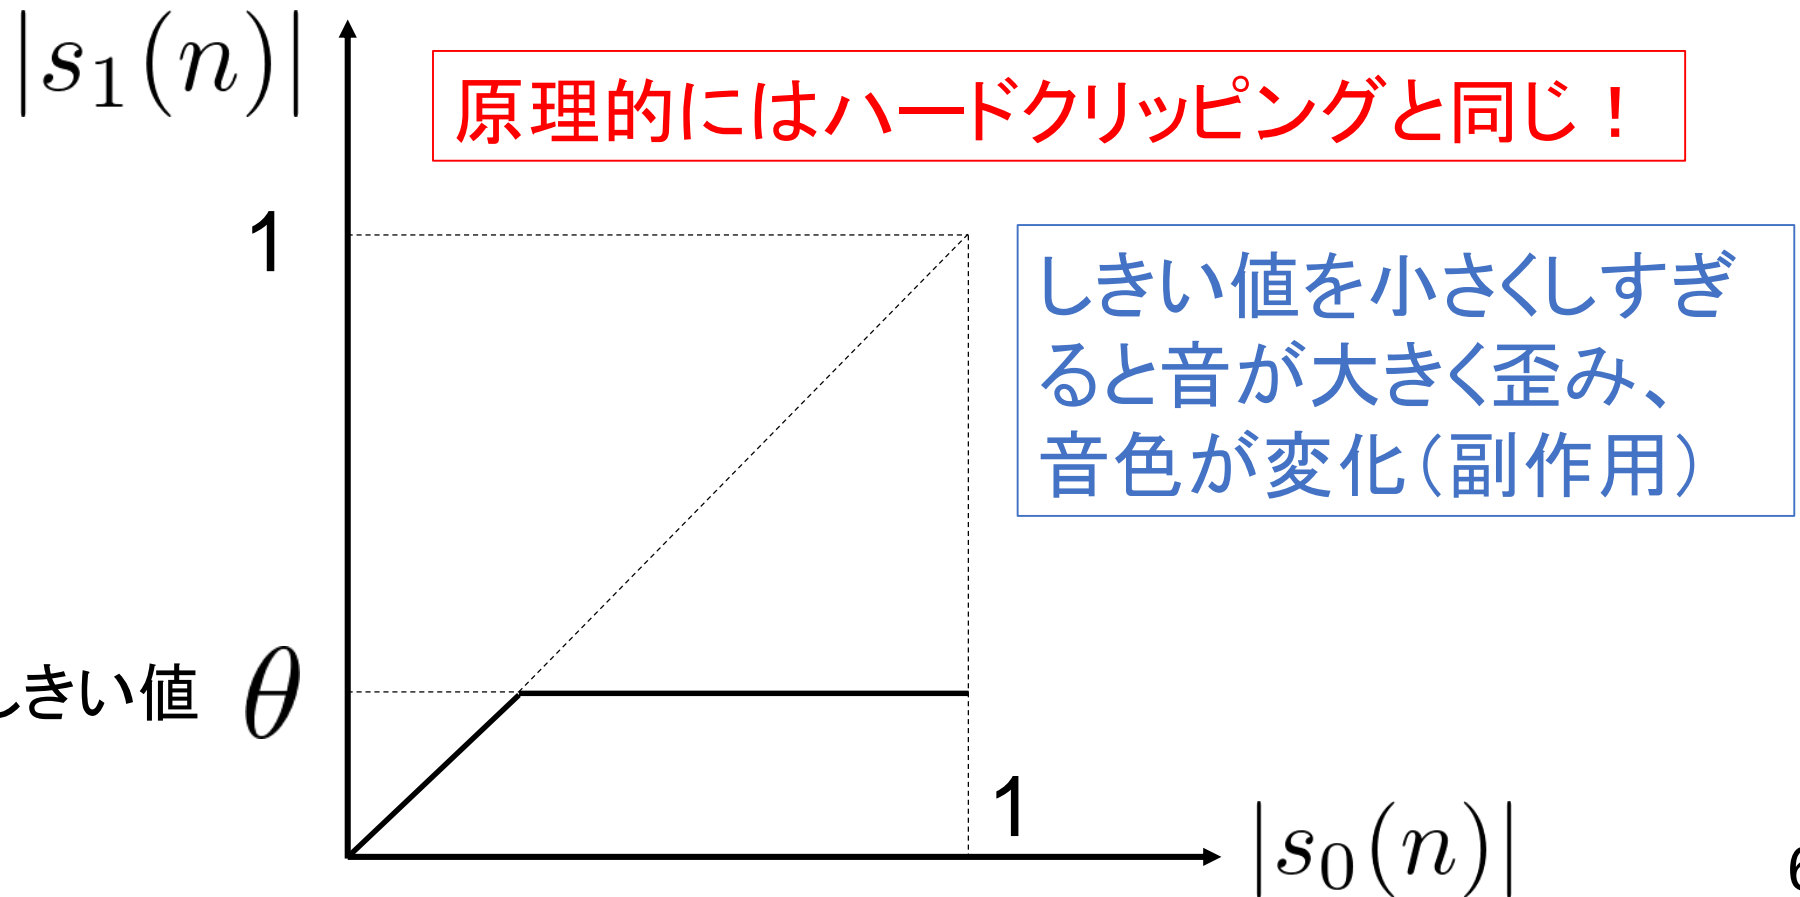 |s₁(n)|
原理的にはハードクリッピングと同じ！
1
しきい値を小さくしすぎ
ると音が大きく歪み、
音色が変化（副作用）
しきい値 θ
1
|s₀(n)|
6